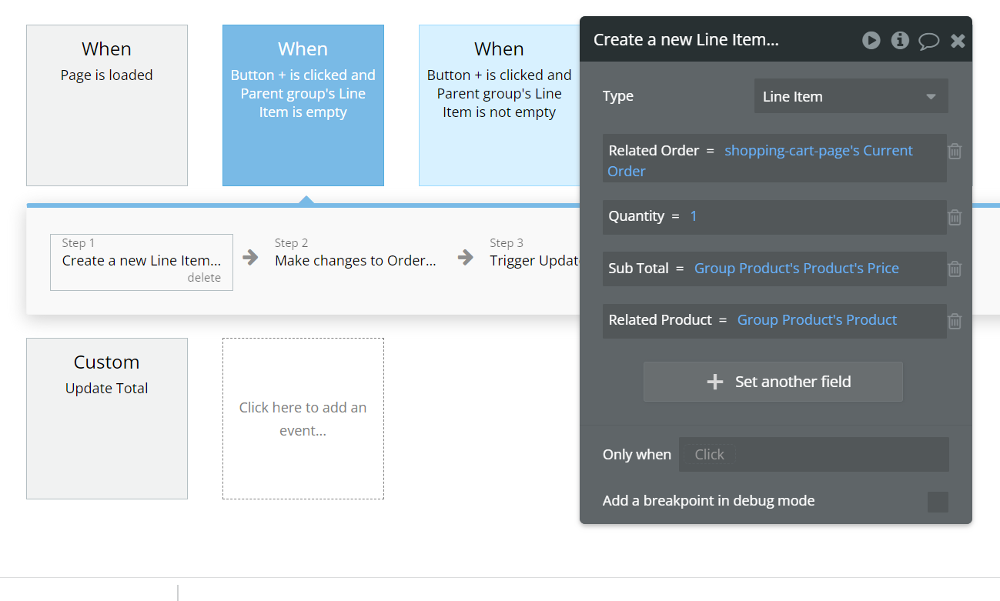 When
Page is loaded
When
Button + is clicked and
Parent group's Line
Item is empty
When
Button + is clicked and
Parent group's Line
Item is not empty
Step 1
Create a new Line Item...
delete
Step 2
Make changes to Order...
Step 3
Trigger Update
Custom
Update Total
Click here to add an
event...
Create a new Line Item...
Type
Line Item
Related Order = shopping-cart-page's Current
Order
Quantity = 1
Sub Total = Group Product's Product's Price
Related Product = Group Product's Product
+ Set another field
Only when
Click
Add a breakpoint in debug mode